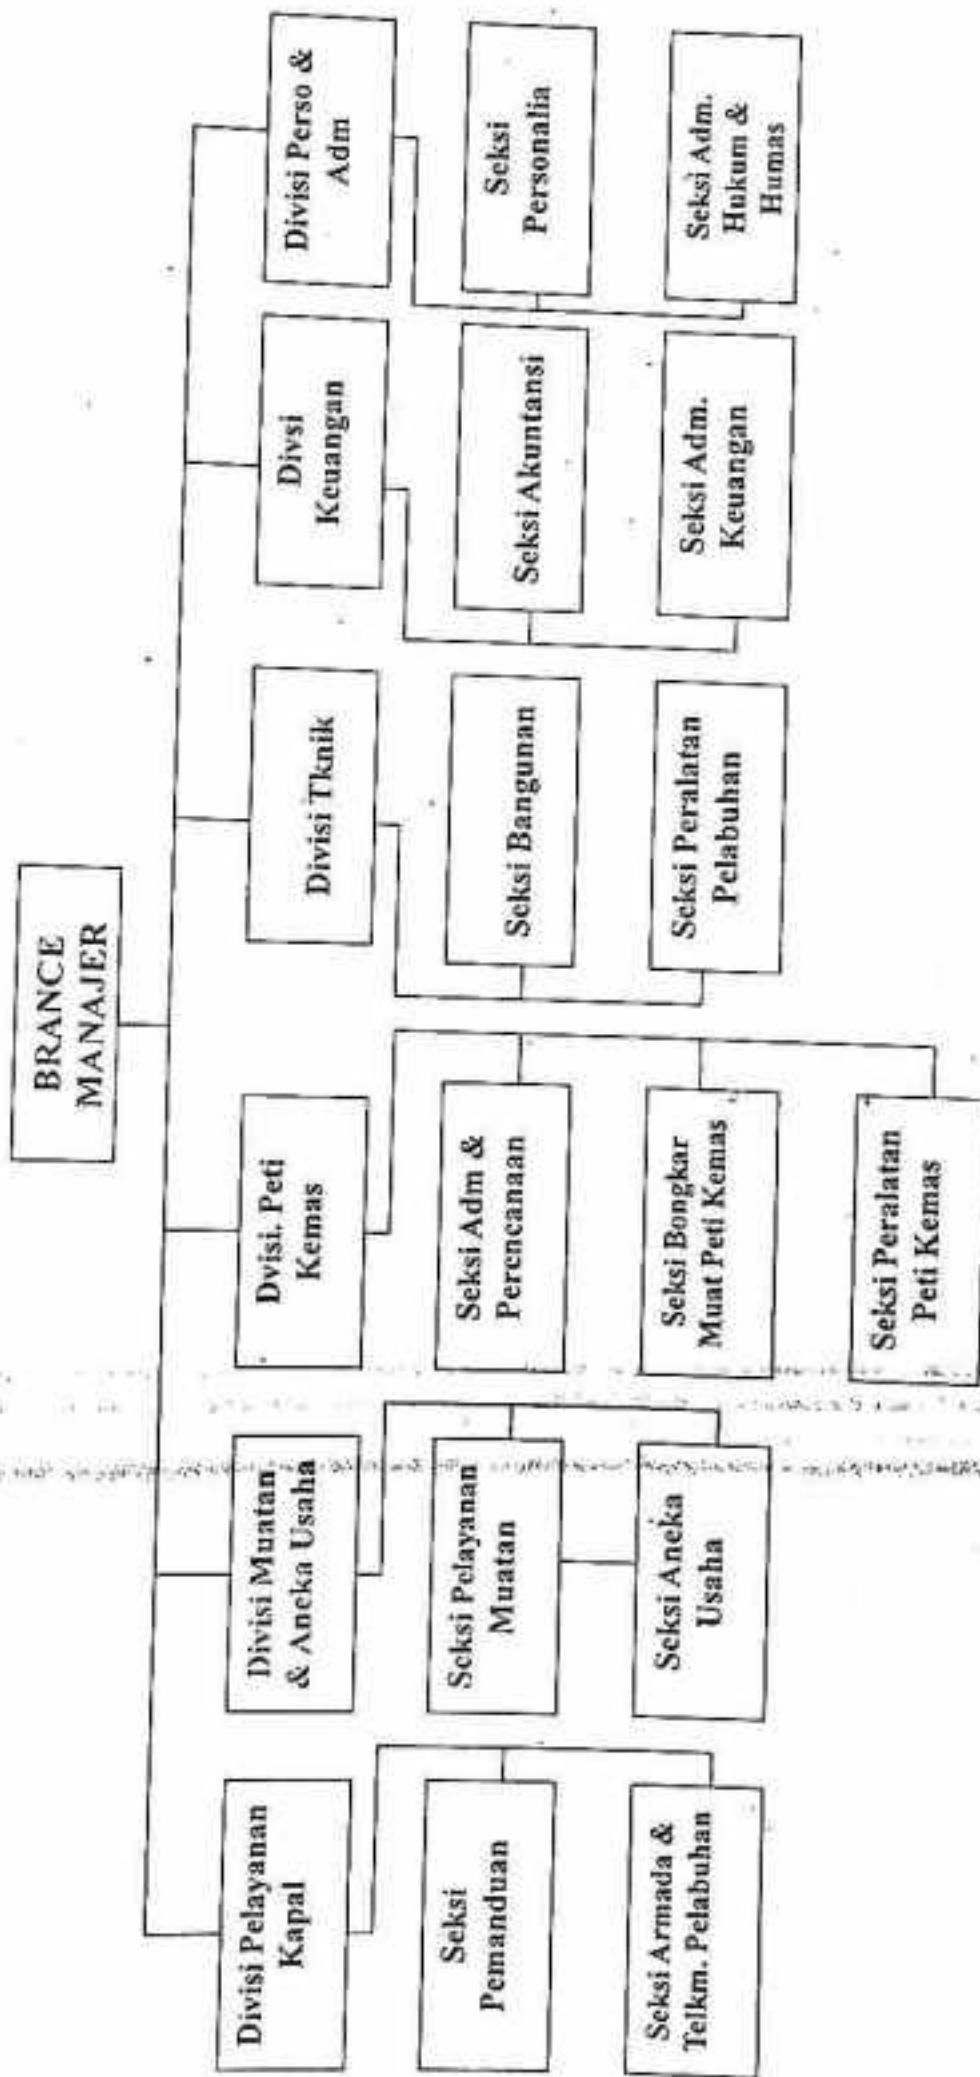 BRANCE
MANAJER
Divisi Pelayanan
Kapal
Divisi Muatan
& Aneka Usaha
Dvisi. Peti
Kemas
Divisi Tknik
Divsi
Keuangan
Divisi Perso &
Adm
Seksi
Pemanduan
Seksi Pelayanan
Muatan
Seksi Adm &
Perencanaan
Seksi Bangunan
Seksi Akuntansi
Seksi
Personalia
Seksi Armada &
Telkm. Pelabuhan
Seksi Aneka
Usaha
Seksi Bongkar
Muat Peti Kemas
Seksi Peralatan
Pelabuhan
Seksi Adm.
Keuangan
Seksi Adm.
Hukum &
Humas
Seksi Peralatan
Peti Kemas